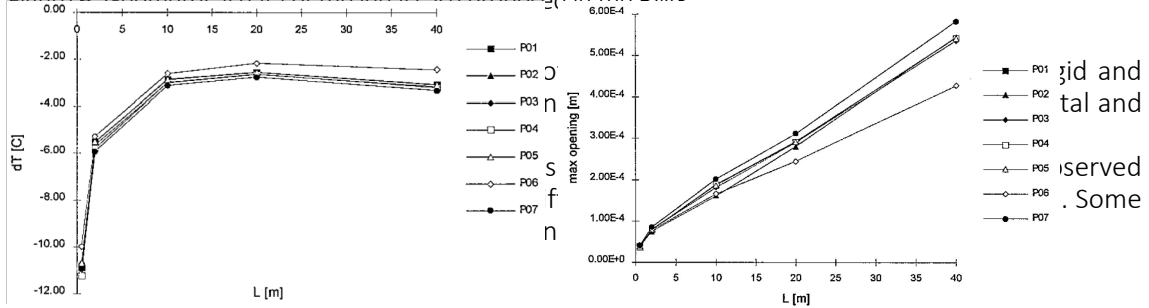 0.00
-2.00
-4.00
-6.00
-8.00
-10.00
-12.00
0 5 10 15 20 25 30 35 40
dT [C]
L [m]
P01
P02
P03
P04
P05
P06
P07
6.00E-4
5.00E-4
4.00E-4
3.00E-4
2.00E-4
1.00E-4
0.00E+0
0 5 10 15 20 25 30 35 40
max opening [m]
L [m]
P01
P02
P03
P04
P05
P06
P07
gid and
tal and
served
. Some